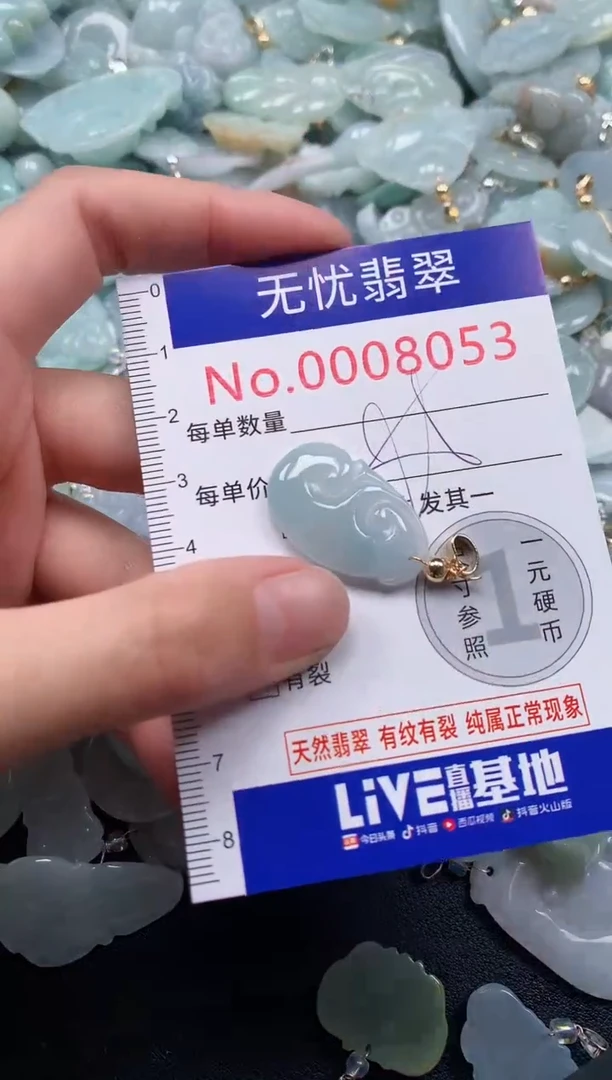 无忧翡翠
No.0008053
每单数量
每单价
发其一
一元硬币
寸参照
1
有裂
天然翡翠 有纹有裂 纯属正常现象
LiVE直播基地
今日头条 抖音 西瓜视频 抖音火山版
0
1
2
3
4
7
8